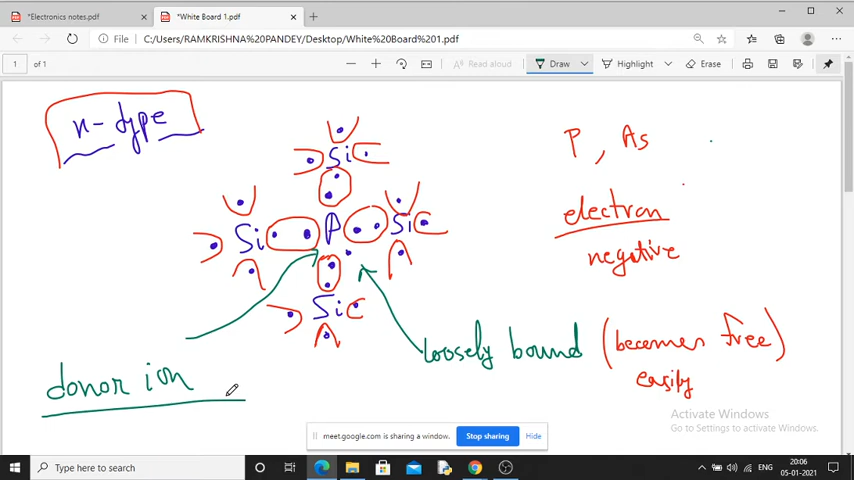 *Electronics notes.pdf
*White Board 1.pdf
File C:/Users/RAMKRISHNA%20PANDEY/Desktop/White%20Board%201.pdf
1 of 1
Read aloud
Draw
Highlight
Erase
n-type
Si
P, As
Si P Si
electron
negative
Si
loosely bound (becomes free)
easily
donor ion
Activate Windows
Go to Settings to activate Windows.
meet.google.com is sharing a window. Stop sharing Hide
Type here to search
ENG
20:06
05-01-2021